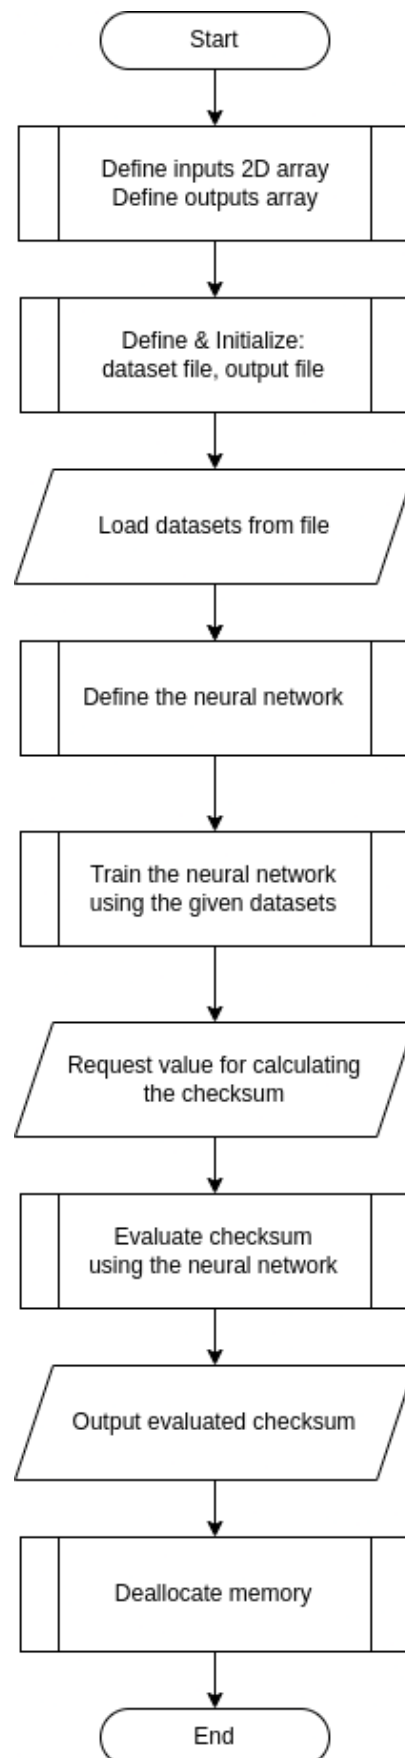 Start
Define inputs 2D array
Define outputs array
Define & Initialize:
dataset file, output file
Load datasets from file
Define the neural network
Train the neural network
using the given datasets
Request value for calculating
the checksum
Evaluate checksum
using the neural network
Output evaluated checksum
Deallocate memory
End